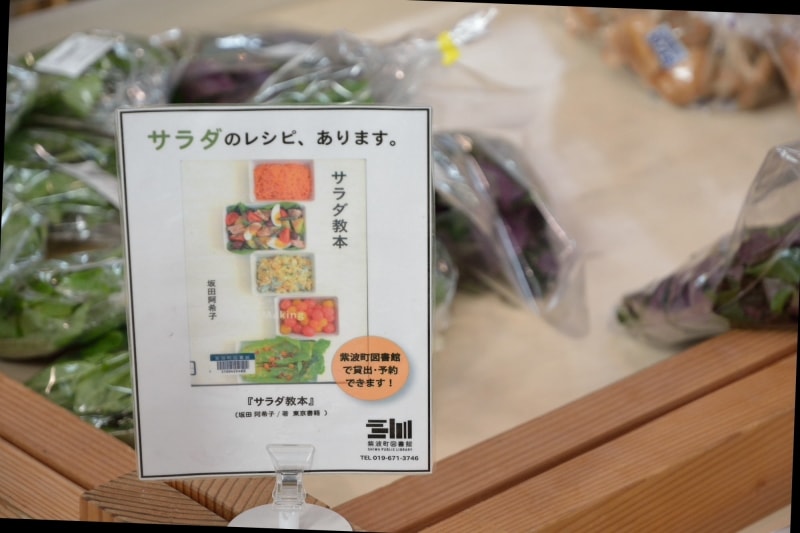 サラダのレシピ、あります。
サラダ教本
坂田阿希子
紫波町図書館
で貸出・予約
できます!
『サラダ教本』
(坂田 阿希子/著 東京書籍 )
紫波町図書館
SHIWA PUBLIC LIBRARY
TEL 019-671-3746